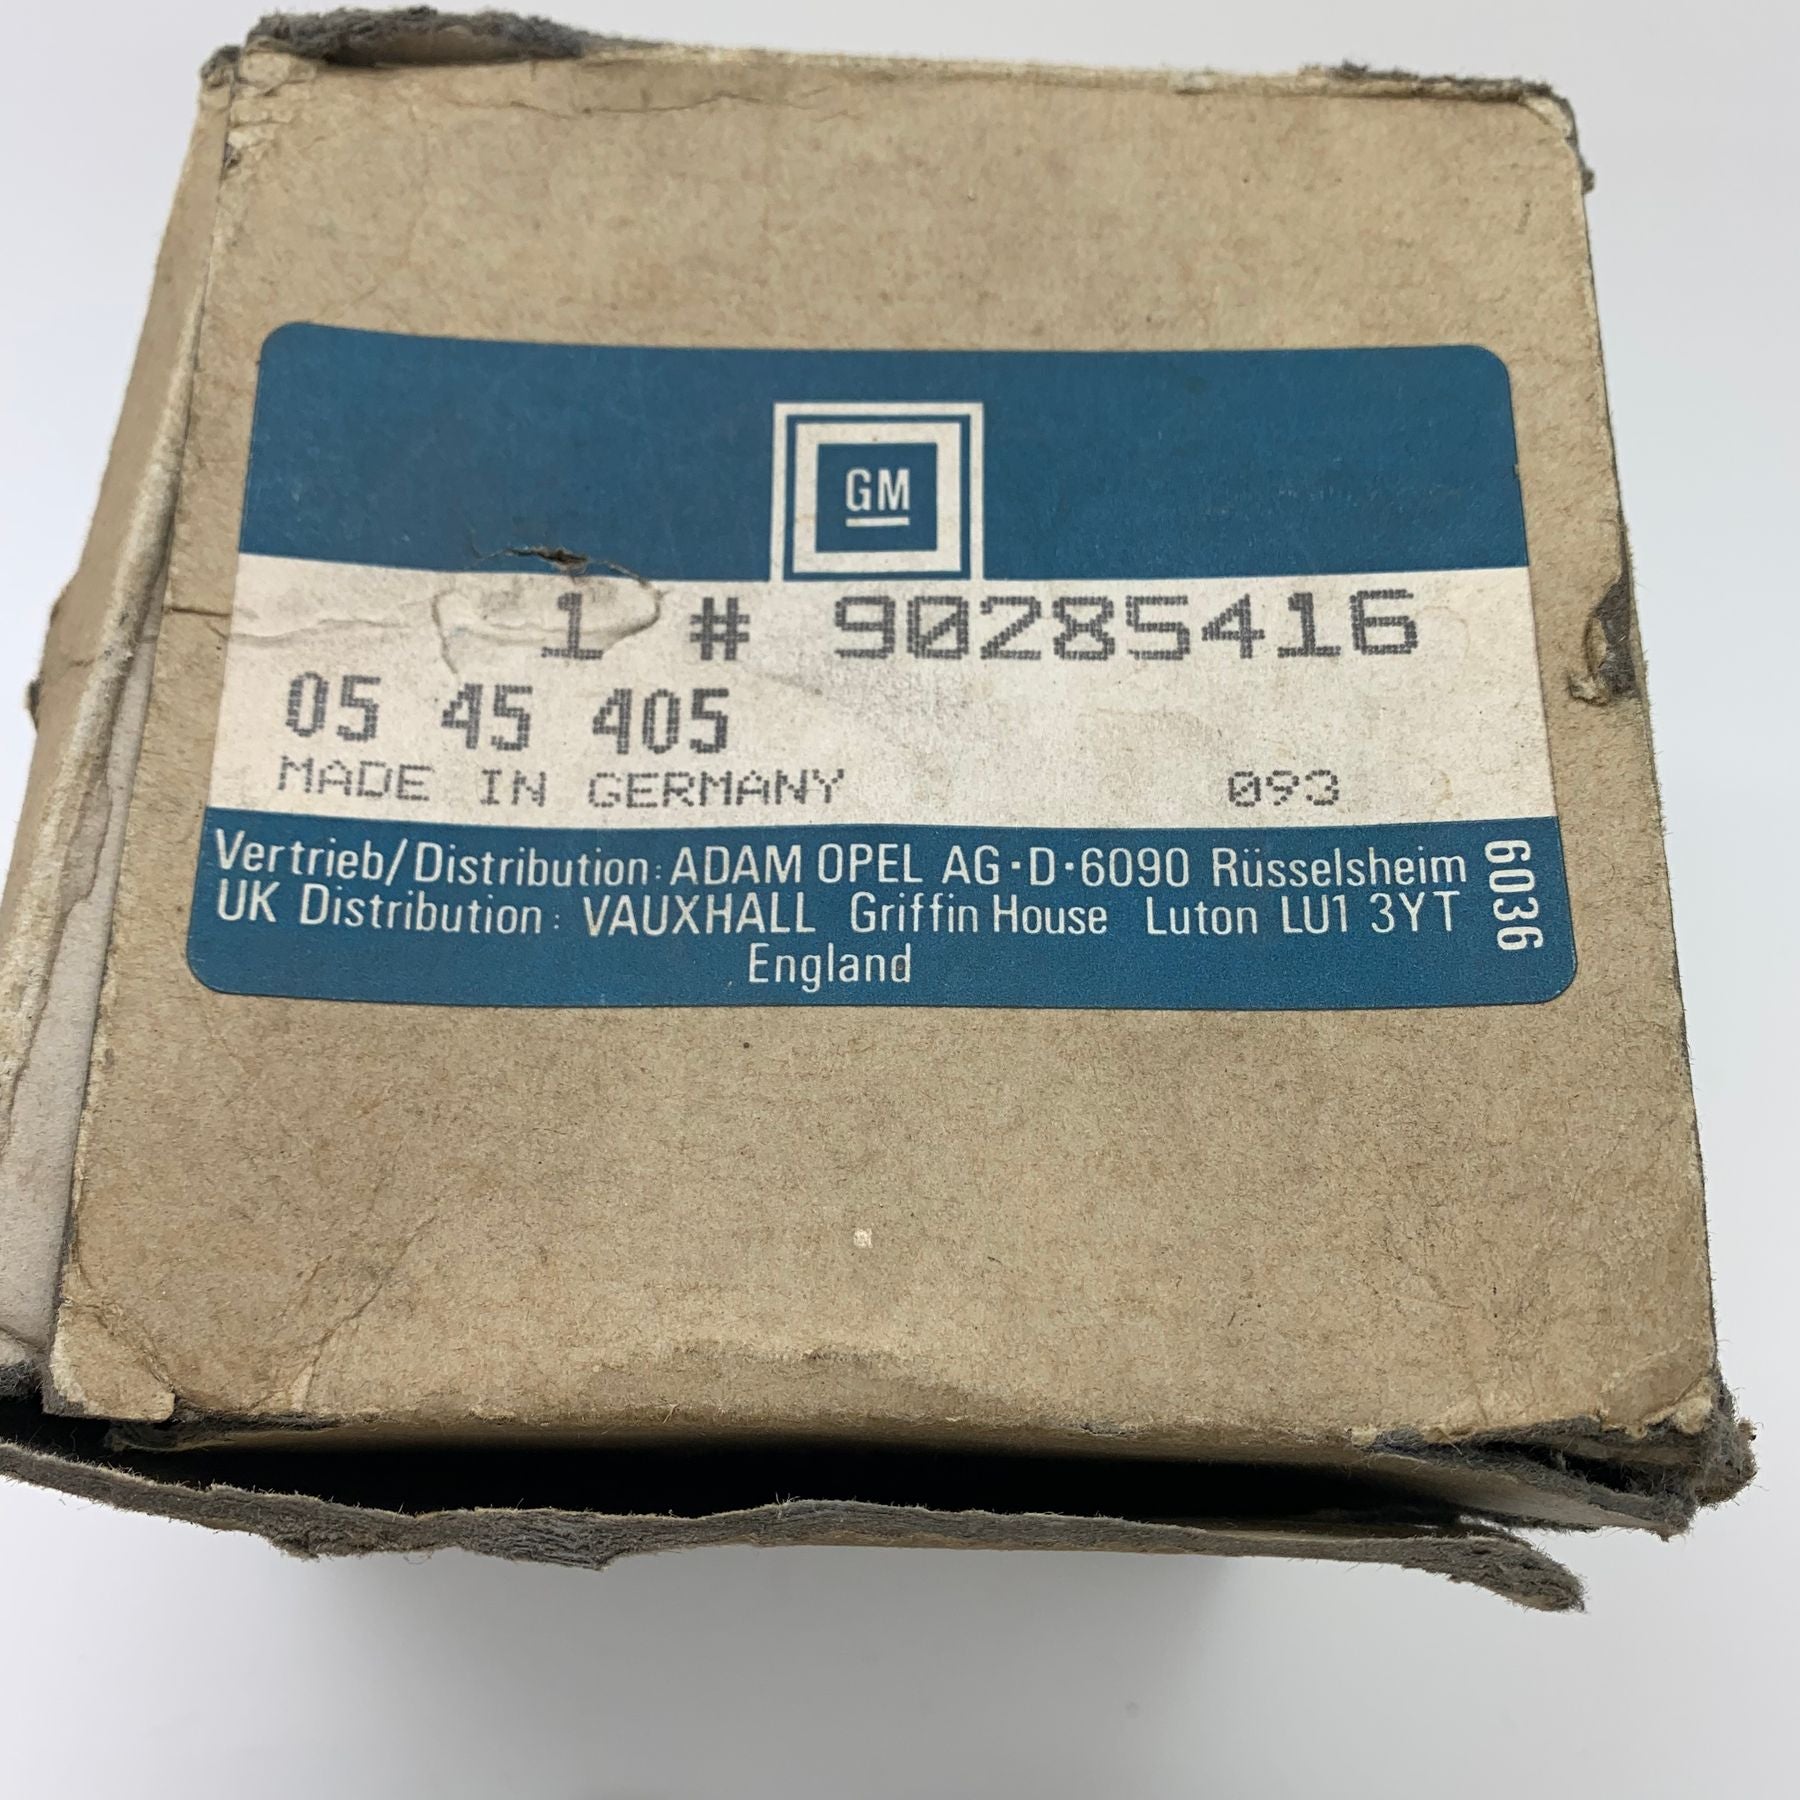 GM
1 # 90285416
05 45 405
MADE IN GERMANY 093
Vertrieb/Distribution: ADAM OPEL AG·D·6090 Rüsselsheim
UK Distribution: VAUXHALL Griffin House Luton LU1 3YT
England
6036